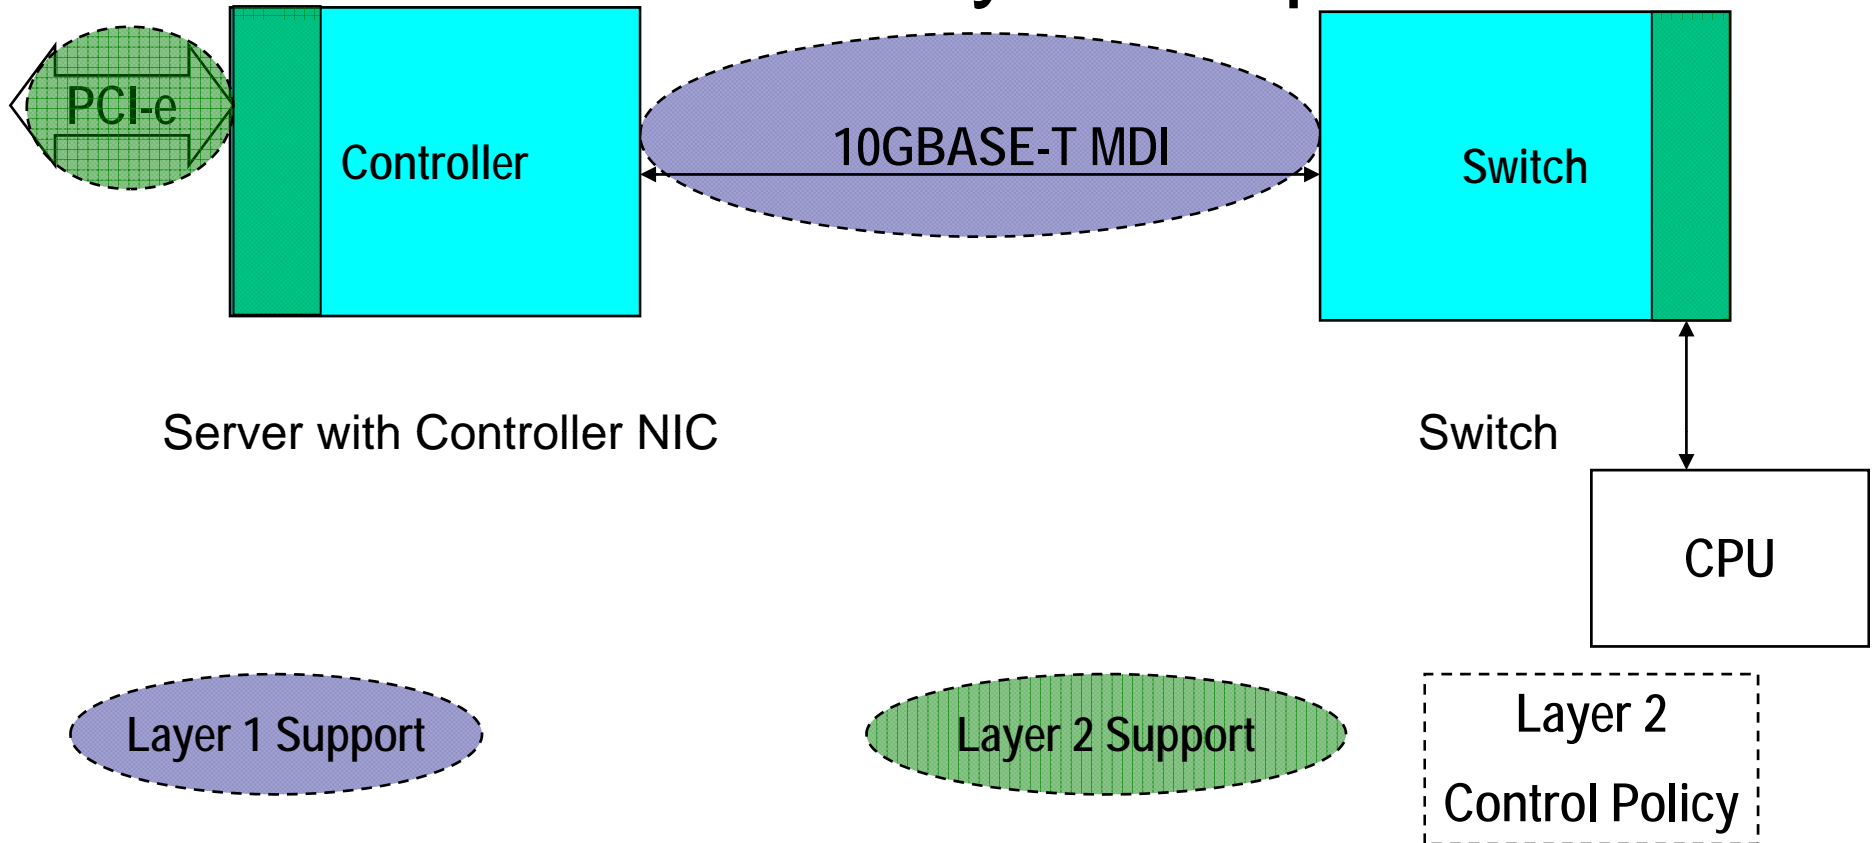 PCI-e
Controller
10GBASE-T MDI
Switch
Server with Controller NIC
Switch
CPU
Layer 1 Support
Layer 2 Support
Layer 2
Control Policy